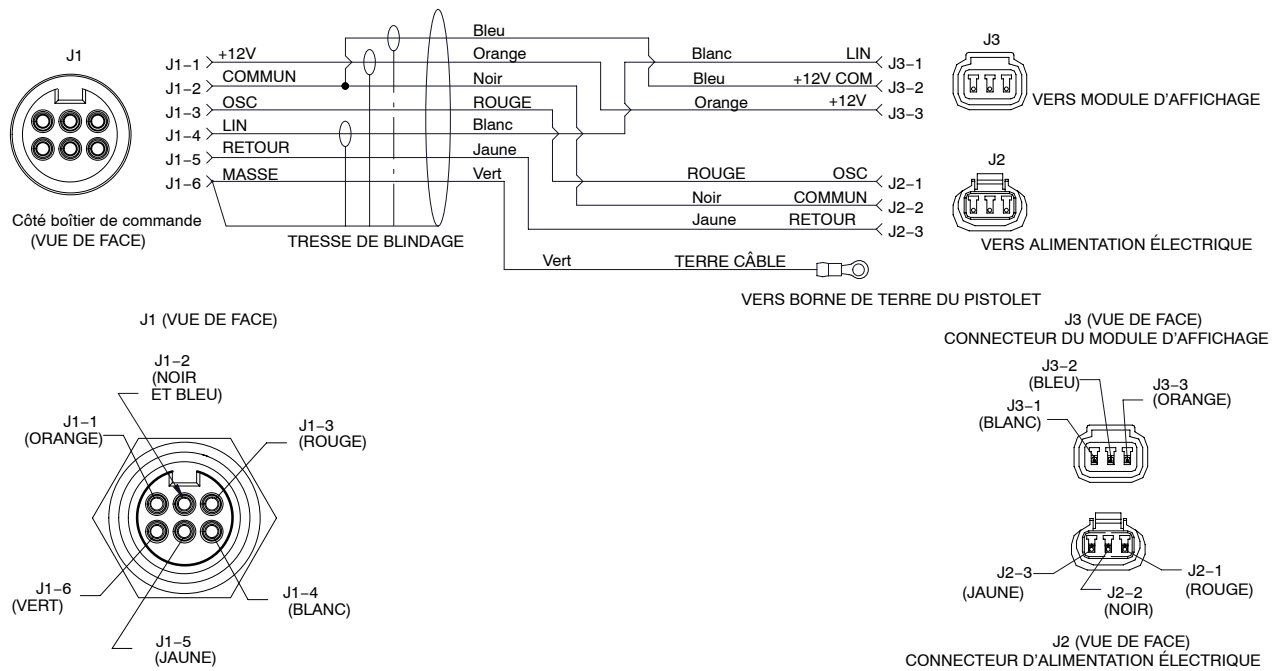 J1
J1−1
+12V
Bleu
Orange
Blanc
LIN
J3−1
J3
J1−2
COMMUN
Noir
Bleu
+12V COM
J3−2
J1−3
OSC
ROUGE
Orange
+12V
J3−3
VERS MODULE D'AFFICHAGE
J1−4
LIN
Blanc
J1−5
RETOUR
Jaune
J1−6
MASSE
Vert
ROUGE
OSC
J2−1
J2
Noir
COMMUN
J2−2
Jaune
RETOUR
J2−3
Côté boîtier de commande
(VUE DE FACE)
TRESSE DE BLINDAGE
VERS ALIMENTATION ÉLECTRIQUE
Vert
TERRE CÂBLE
VERS BORNE DE TERRE DU PISTOLET
J1 (VUE DE FACE)
J1−2
(NOIR
ET BLEU)
J1−1
(ORANGE)
J1−3
(ROUGE)
J1−6
(VERT)
J1−4
(BLANC)
J1−5
(JAUNE)
J3 (VUE DE FACE)
CONNECTEUR DU MODULE D'AFFICHAGE
J3−2
(BLEU)
J3−3
(ORANGE)
J3−1
(BLANC)
J2−3
(JAUNE)
J2−2
(NOIR)
J2−1
(ROUGE)
J2 (VUE DE FACE)
CONNECTEUR D'ALIMENTATION ÉLECTRIQUE